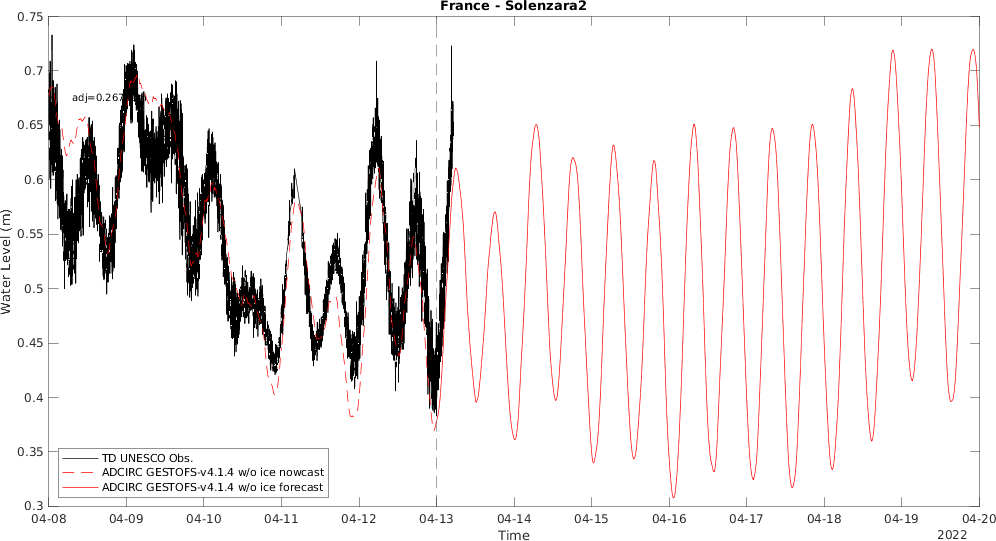 France - Solenzara2
0.75
0.7
0.65
0.6
0.55
0.5
0.45
0.4
0.35
0.3
Water Level (m)
adj=0.267
TD UNESCO Obs.
ADCIRC GESTOFS-v4.1.4 w/o ice nowcast
ADCIRC GESTOFS-v4.1.4 w/o ice forecast
04-08 04-09 04-10 04-11 04-12 04-13 04-14 04-15 04-16 04-17 04-18 04-19 04-20
Time
2022